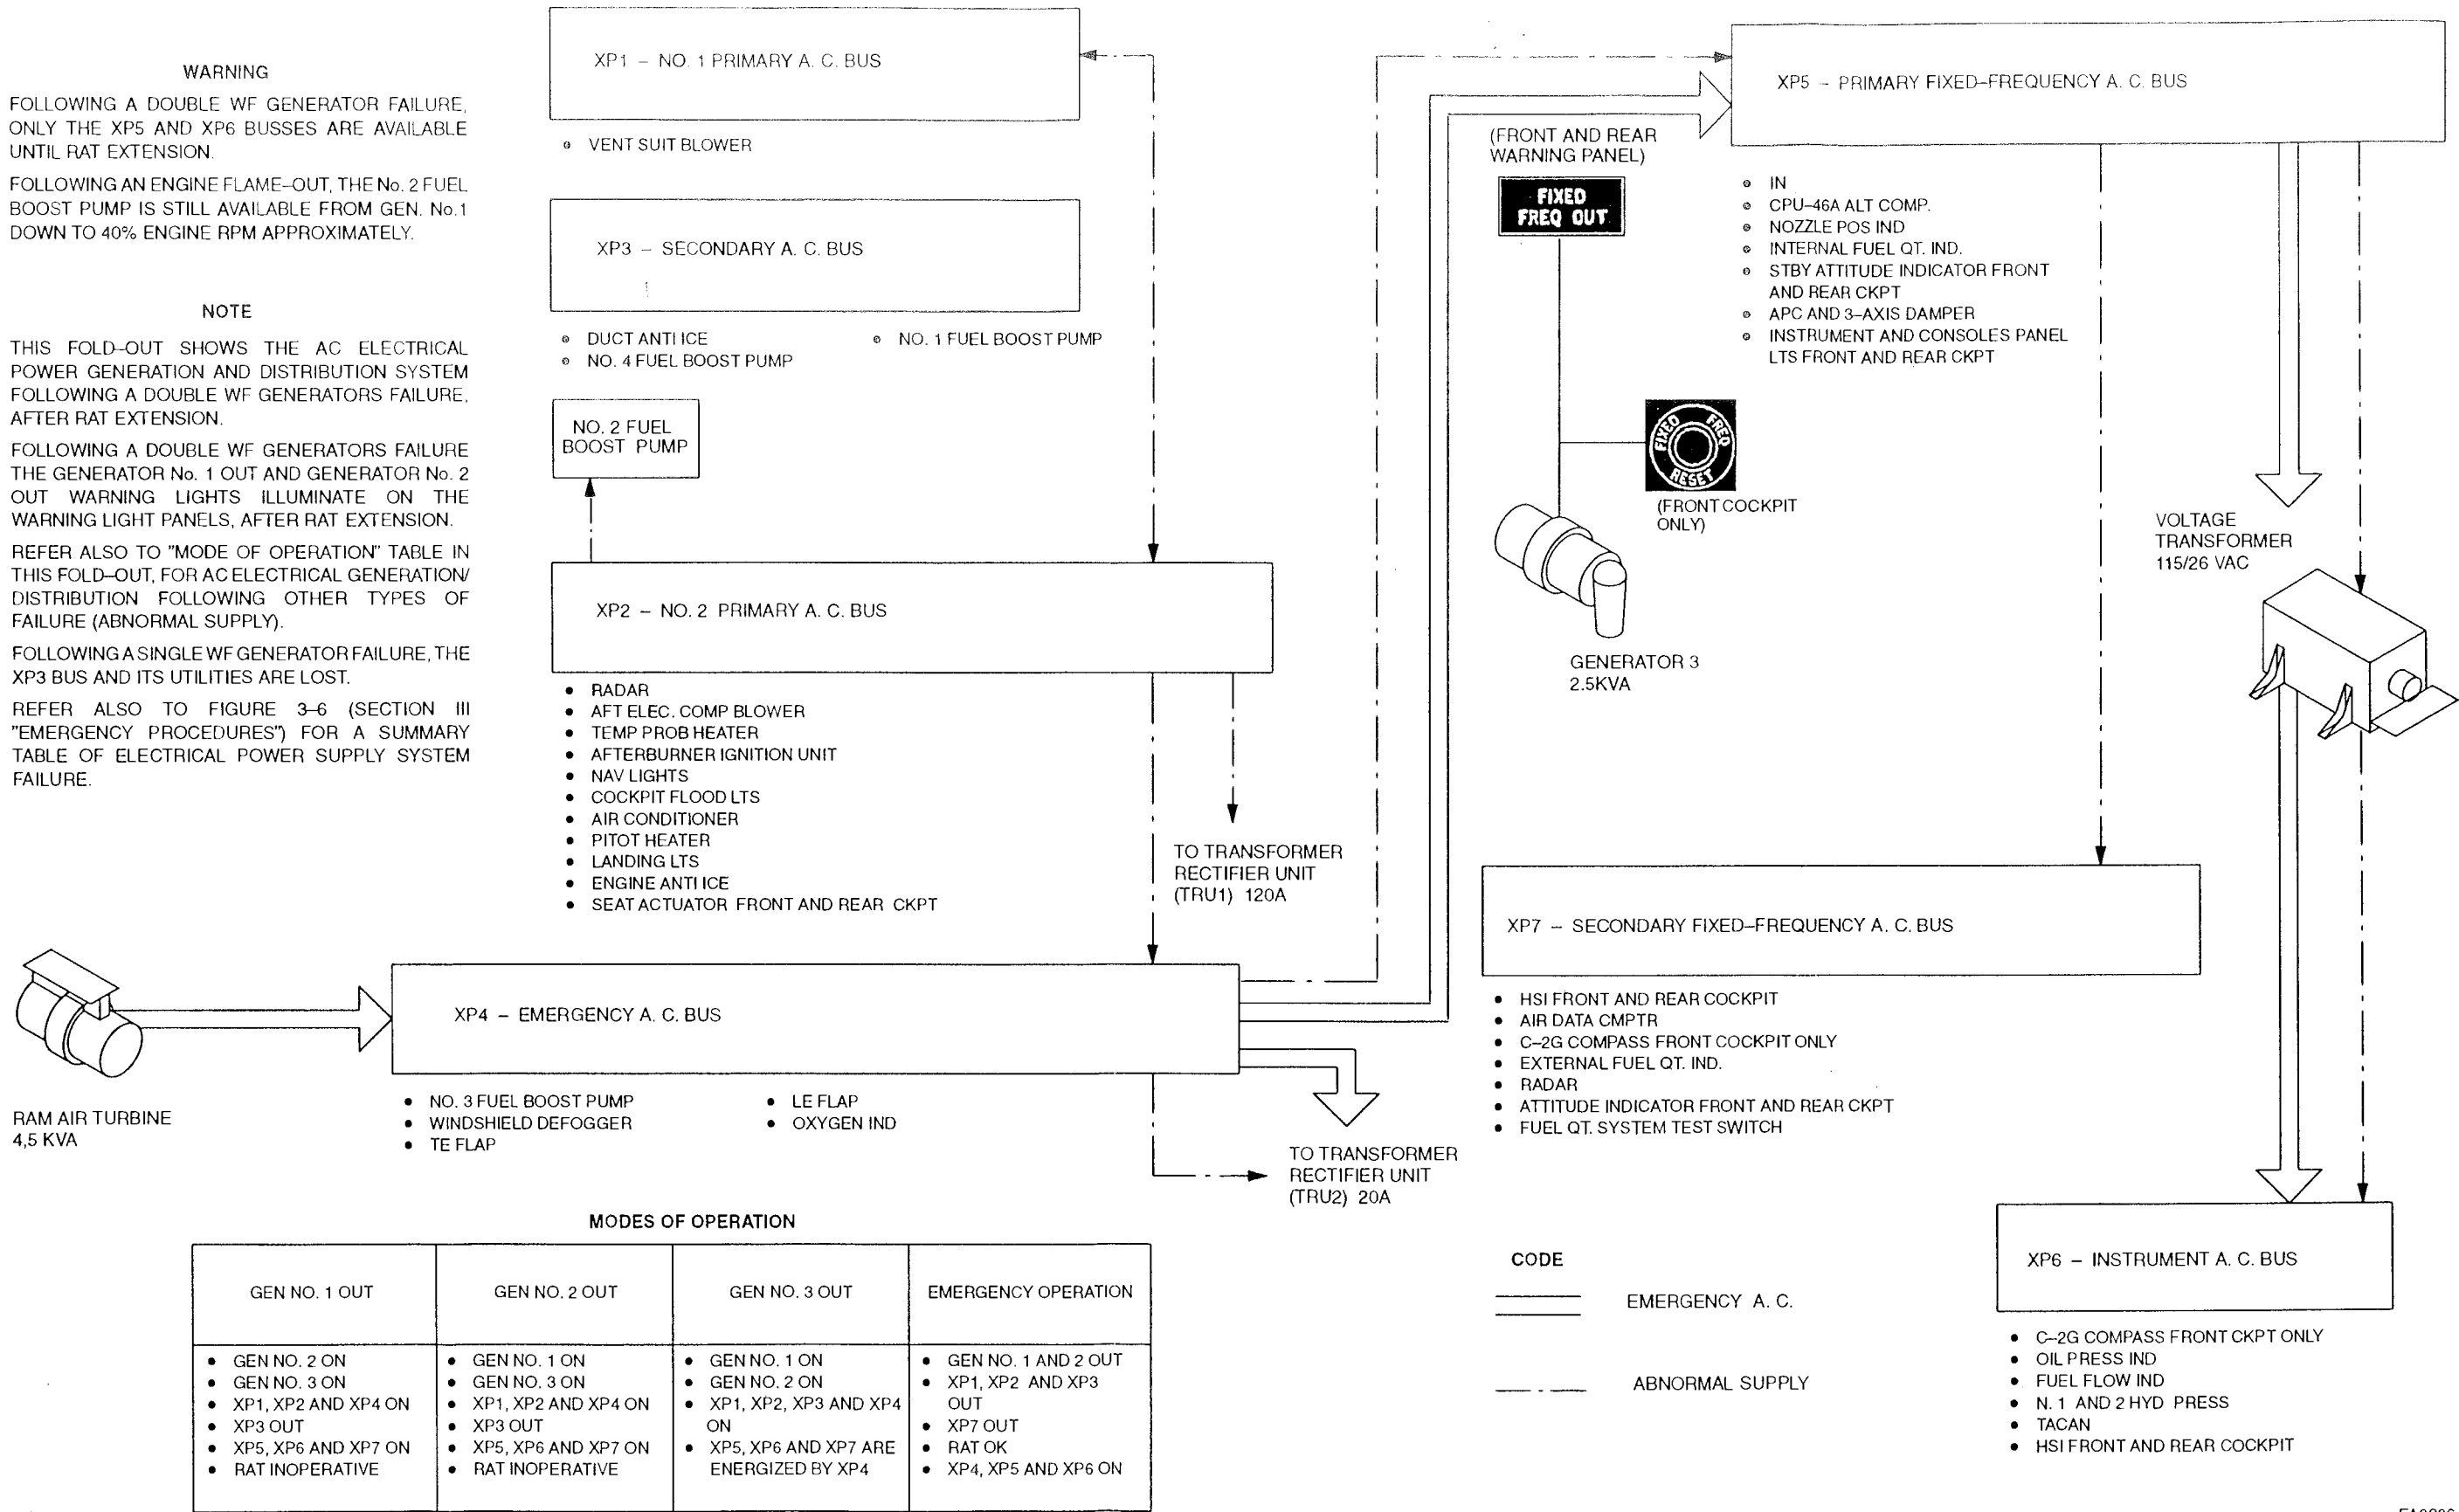 WARNING
FOLLOWING A DOUBLE WF GENERATOR FAILURE,
ONLY THE XP5 AND XP6 BUSSES ARE AVAILABLE
UNTIL RAT EXTENSION.
FOLLOWING AN ENGINE FLAME–OUT, THE No. 2 FUEL
BOOST PUMP IS STILL AVAILABLE FROM GEN. No.1
DOWN TO 40% ENGINE RPM APPROXIMATELY.
NOTE
THIS FOLD–OUT SHOWS THE AC ELECTRICAL
POWER GENERATION AND DISTRIBUTION SYSTEM
FOLLOWING A DOUBLE WF GENERATORS FAILURE,
AFTER RAT EXTENSION.
FOLLOWING A DOUBLE WF GENERATORS FAILURE
THE GENERATOR No. 1 OUT AND GENERATOR No. 2
OUT WARNING LIGHTS ILLUMINATE ON THE
WARNING LIGHT PANELS, AFTER RAT EXTENSION.
REFER ALSO TO "MODE OF OPERATION" TABLE IN
THIS FOLD–OUT, FOR AC ELECTRICAL GENERATION/
DISTRIBUTION FOLLOWING OTHER TYPES OF
FAILURE (ABNORMAL SUPPLY).
FOLLOWING A SINGLE WF GENERATOR FAILURE, THE
XP3 BUS AND ITS UTILITIES ARE LOST.
REFER ALSO TO FIGURE 3–6 (SECTION III
"EMERGENCY PROCEDURES") FOR A SUMMARY
TABLE OF ELECTRICAL POWER SUPPLY SYSTEM
FAILURE.
XP1 – NO. 1 PRIMARY A. C. BUS
• VENT SUIT BLOWER
XP3 – SECONDARY A. C. BUS
• DUCT ANTI ICE
• NO. 4 FUEL BOOST PUMP
• NO. 1 FUEL BOOST PUMP
NO. 2 FUEL
BOOST PUMP
XP2 – NO. 2 PRIMARY A. C. BUS
• RADAR
• AFT ELEC. COMP BLOWER
• TEMP PROB HEATER
• AFTERBURNER IGNITION UNIT
• NAV LIGHTS
• COCKPIT FLOOD LTS
• AIR CONDITIONER
• PITOT HEATER
• LANDING LTS
• ENGINE ANTI ICE
• SEAT ACTUATOR FRONT AND REAR CKPT
TO TRANSFORMER
RECTIFIER UNIT
(TRU1) 120A
RAM AIR TURBINE
4,5 KVA
XP4 – EMERGENCY A. C. BUS
• NO. 3 FUEL BOOST PUMP
• WINDSHIELD DEFOGGER
• TE FLAP
• LE FLAP
• OXYGEN IND
TO TRANSFORMER
RECTIFIER UNIT
(TRU2) 20A
XP5 – PRIMARY FIXED–FREQUENCY A. C. BUS
(FRONT AND REAR
WARNING PANEL)
FIXED
FREQ OUT
• IN
• CPU–46A ALT COMP.
• NOZZLE POS IND
• INTERNAL FUEL QT. IND.
• STBY ATTITUDE INDICATOR FRONT
AND REAR CKPT
• APC AND 3–AXIS DAMPER
• INSTRUMENT AND CONSOLES PANEL
LTS FRONT AND REAR CKPT
FIXED FREQ
RESET
(FRONT COCKPIT
ONLY)
GENERATOR 3
2.5KVA
VOLTAGE
TRANSFORMER
115/26 VAC
XP7 – SECONDARY FIXED–FREQUENCY A. C. BUS
• HSI FRONT AND REAR COCKPIT
• AIR DATA CMPTR
• C–2G COMPASS FRONT COCKPIT ONLY
• EXTERNAL FUEL QT. IND.
• RADAR
• ATTITUDE INDICATOR FRONT AND REAR CKPT
• FUEL QT. SYSTEM TEST SWITCH
XP6 – INSTRUMENT A. C. BUS
• C–2G COMPASS FRONT CKPT ONLY
• OIL PRESS IND
• FUEL FLOW IND
• N. 1 AND 2 HYD PRESS
• TACAN
• HSI FRONT AND REAR COCKPIT
CODE
EMERGENCY A. C.
ABNORMAL SUPPLY
MODES OF OPERATION
GEN NO. 1 OUT
• GEN NO. 2 ON
• GEN NO. 3 ON
• XP1, XP2 AND XP4 ON
• XP3 OUT
• XP5, XP6 AND XP7 ON
• RAT INOPERATIVE
GEN NO. 2 OUT
• GEN NO. 1 ON
• GEN NO. 3 ON
• XP1, XP2 AND XP4 ON
• XP3 OUT
• XP5, XP6 AND XP7 ON
• RAT INOPERATIVE
GEN NO. 3 OUT
• GEN NO. 1 ON
• GEN NO. 2 ON
• XP1, XP2, XP3 AND XP4
ON
• XP5, XP6 AND XP7 ARE
ENERGIZED BY XP4
EMERGENCY OPERATION
• GEN NO. 1 AND 2 OUT
• XP1, XP2 AND XP3
OUT
• XP7 OUT
• RAT OK
• XP4, XP5 AND XP6 ON